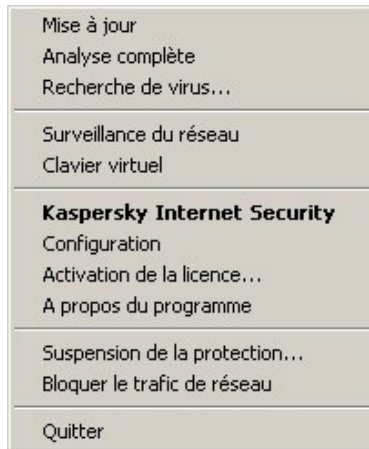 Mise à jour
Analyse complète
Recherche de virus...
Surveillance du réseau
Clavier virtuel
Kaspersky Internet Security
Configuration
Activation de la licence...
A propos du programme
Suspension de la protection...
Bloquer le trafic de réseau
Quitter